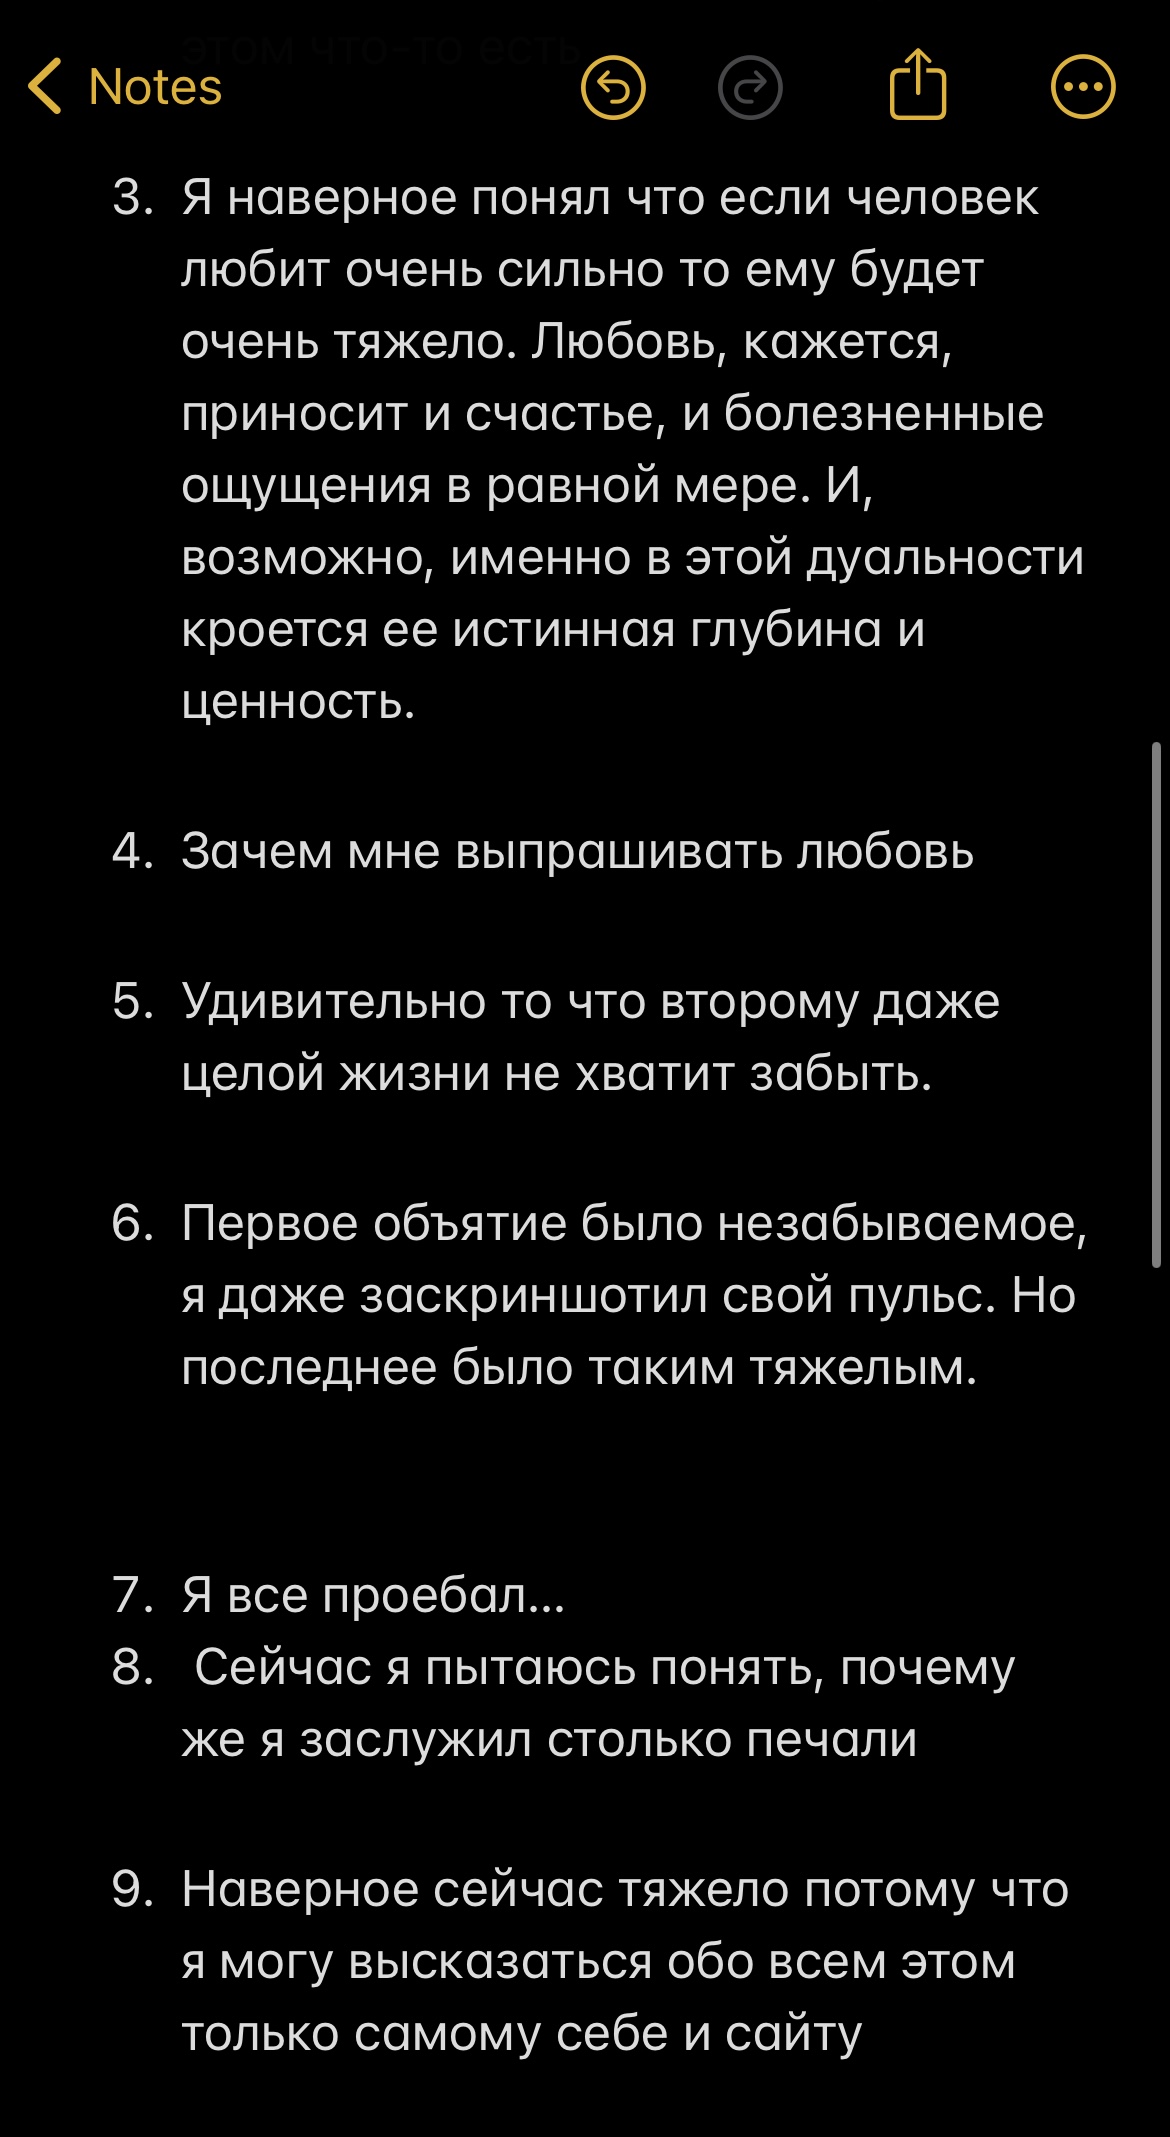 этом что-то есть
Notes
3. Я наверное понял что если человек
любит очень сильно то ему будет
очень тяжело. Любовь, кажется,
приносит и счастье, и болезненные
ощущения в равной мере. И,
возможно, именно в этой дуальности
кроется ее истинная глубина и
ценность.
4. Зачем мне выпрашивать любовь
5. Удивительно то что второму даже
целой жизни не хватит забыть.
6. Первое объятие было незабываемое,
я даже заскриншотил свой пульс. Но
последнее было таким тяжелым.
7. Я все проебал...
8. Сейчас я пытаюсь понять, почему
же я заслужил столько печали
9. Наверное сейчас тяжело потому что
я могу высказаться обо всем этом
только самому себе и сайту